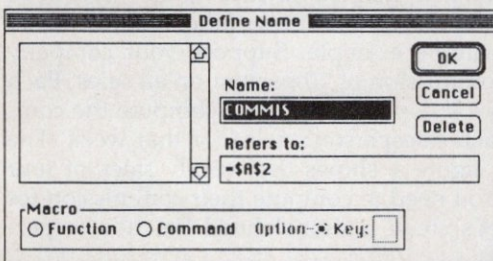 Define Name
OK
Name:
Cancel
COMMIS
Delete
Refers to:
=$A$2
Macro
Function Command Option-⌘ Key: